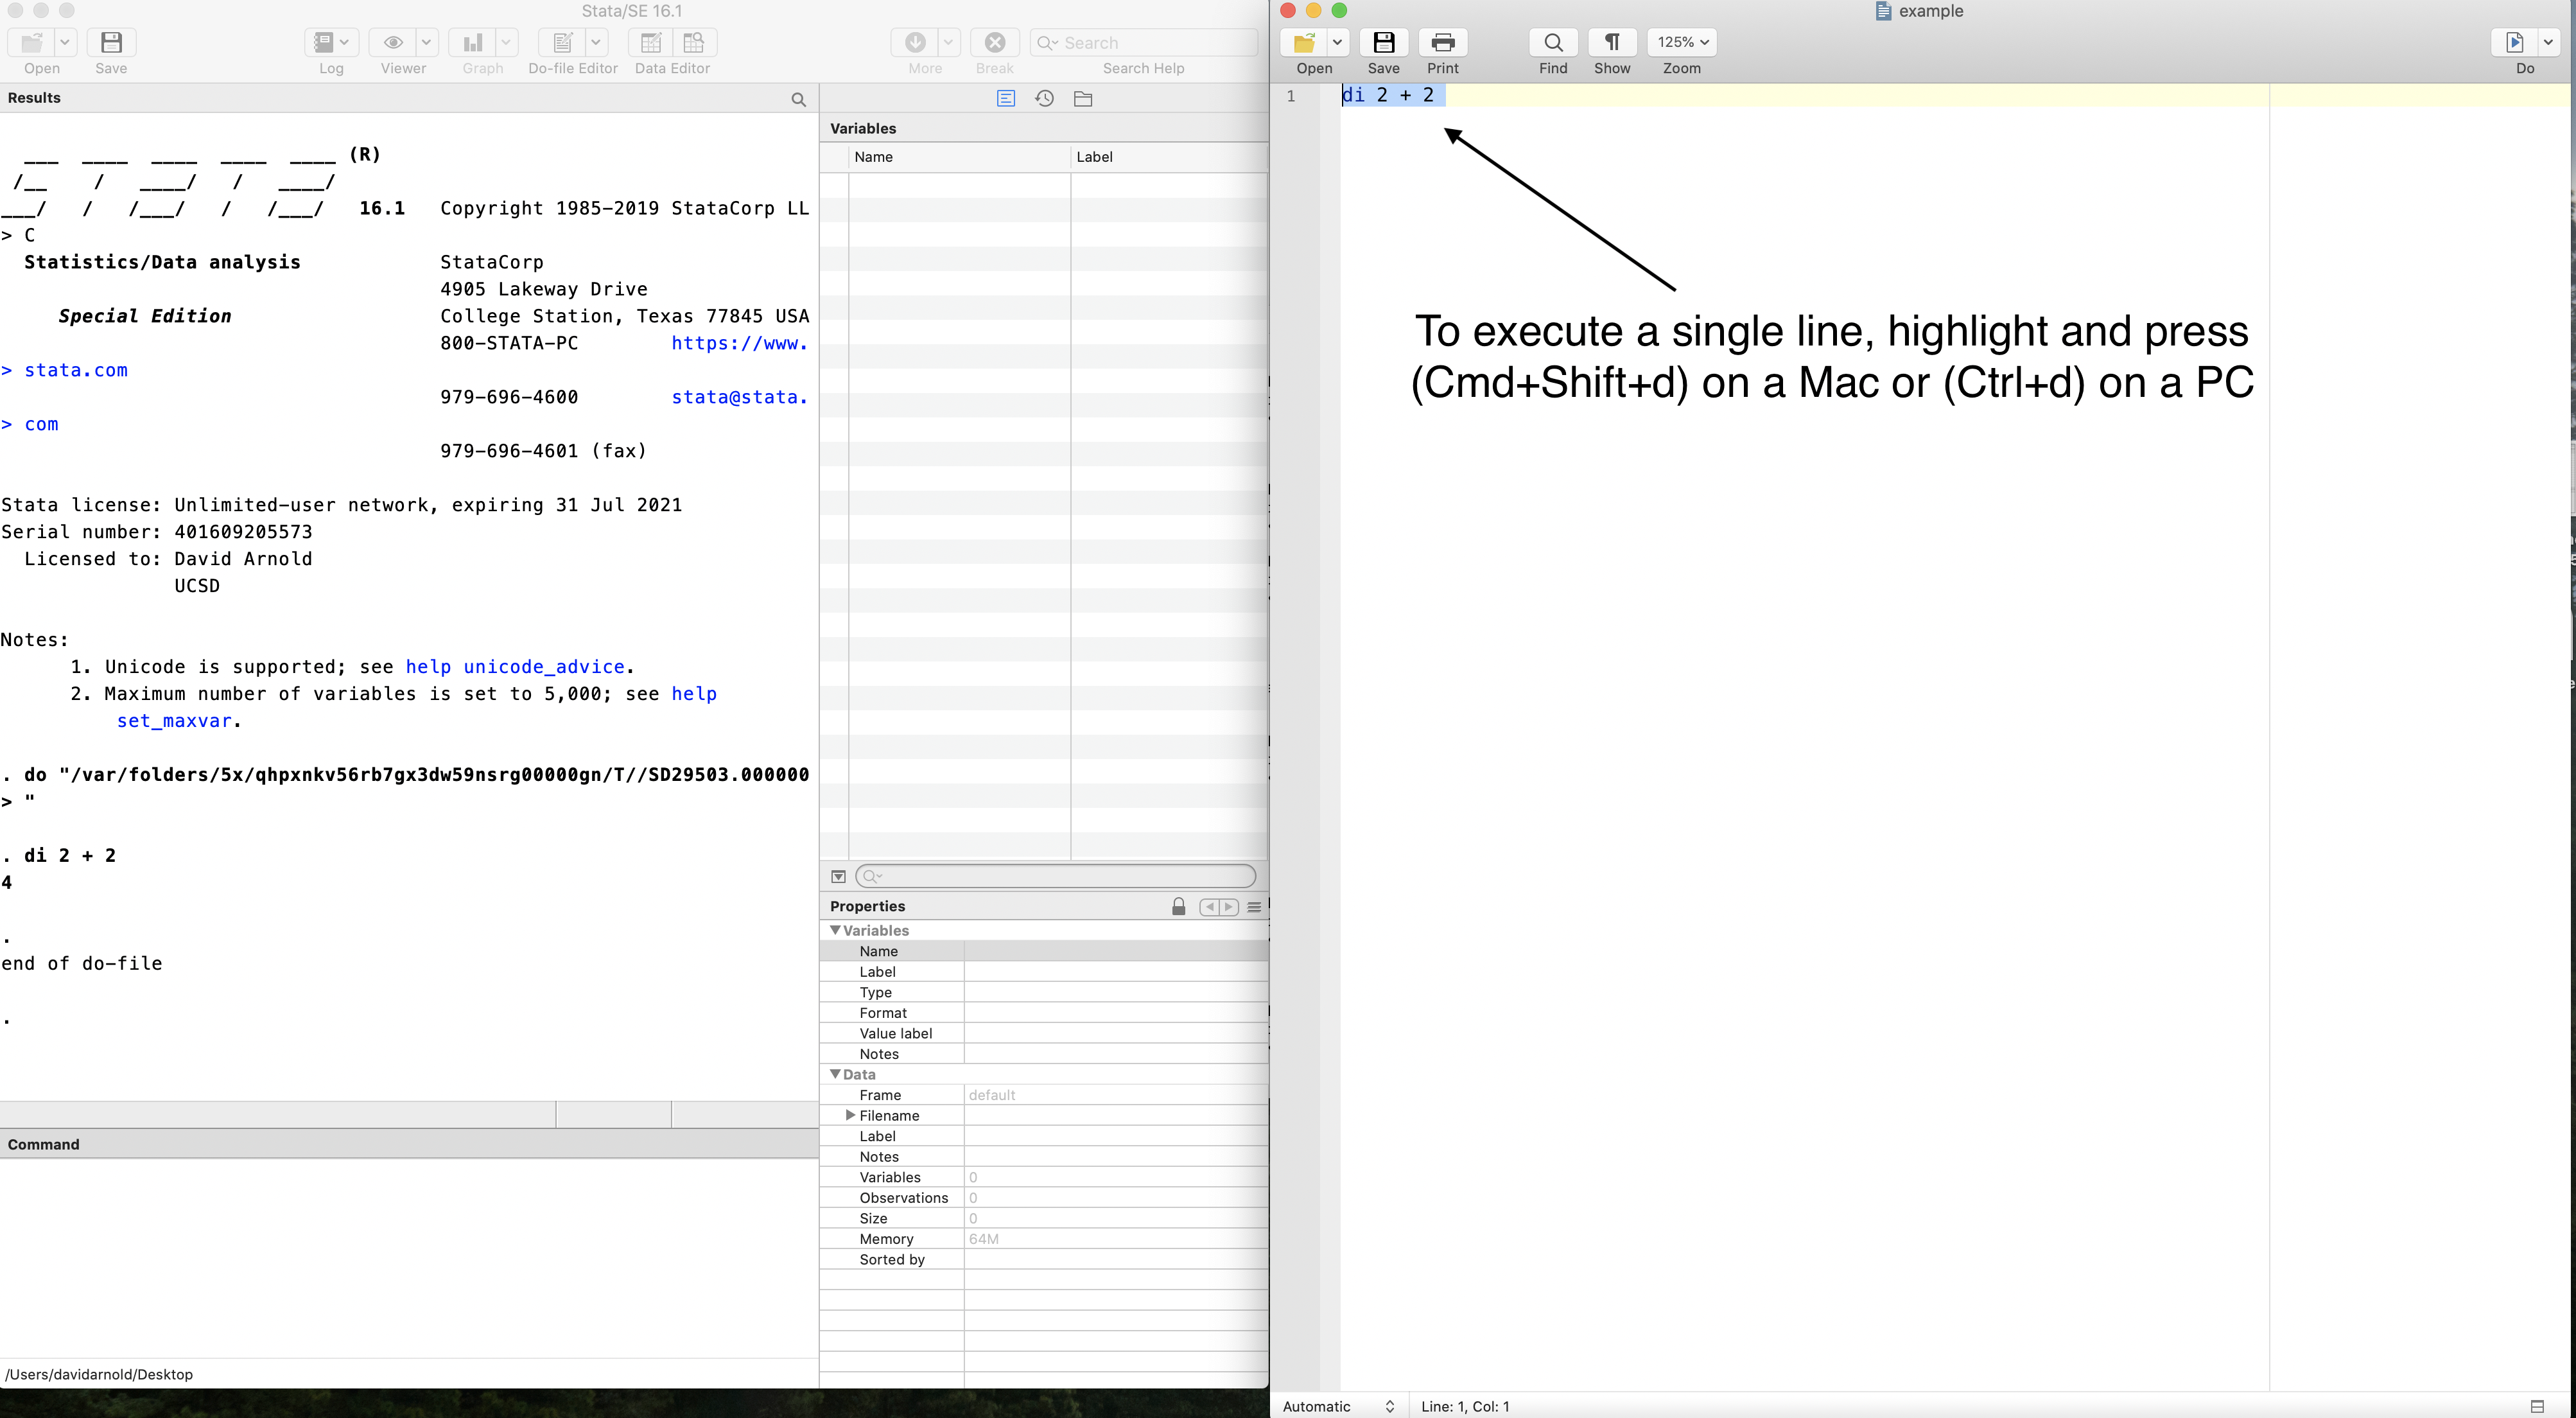 Stata/SE 16.1
Open
Save
Log
Viewer
Graph
Do-file Editor
Data Editor
More
Break
Search
Search Help
Results
___  ____  ____  ____  ____ (R)
/__    /   ____/   /   ____/
___/   /   /___/   /   /___/   16.1   Copyright 1985-2019 StataCorp LL
> C
Statistics/Data analysis            StataCorp
4905 Lakeway Drive
Special Edition                  College Station, Texas 77845 USA
800-STATA-PC        https://www.
> stata.com
979-696-4600        stata@stata.
> com
979-696-4601 (fax)
Stata license: Unlimited-user network, expiring 31 Jul 2021
Serial number: 401609205573
Licensed to: David Arnold
UCSD
Notes:
1. Unicode is supported; see help unicode_advice.
2. Maximum number of variables is set to 5,000; see help
set_maxvar.
. do "/var/folders/5x/qhpxnkv56rb7gx3dw59nsrg00000gn/T//SD29503.000000
> "
. di 2 + 2
4
.
end of do-file
.
Command
/Users/davidarnold/Desktop
Variables
Name
Label
Properties
Variables
Name
Label
Type
Format
Value label
Notes
Data
Frame default
Filename
Label
Notes
Variables 0
Observations 0
Size 0
Memory 64M
Sorted by
example
Open
Save
Print
Find
Show
125%
Zoom
Do
1 di 2 + 2
To execute a single line, highlight and press
(Cmd+Shift+d) on a Mac or (Ctrl+d) on a PC
Automatic
Line: 1, Col: 1